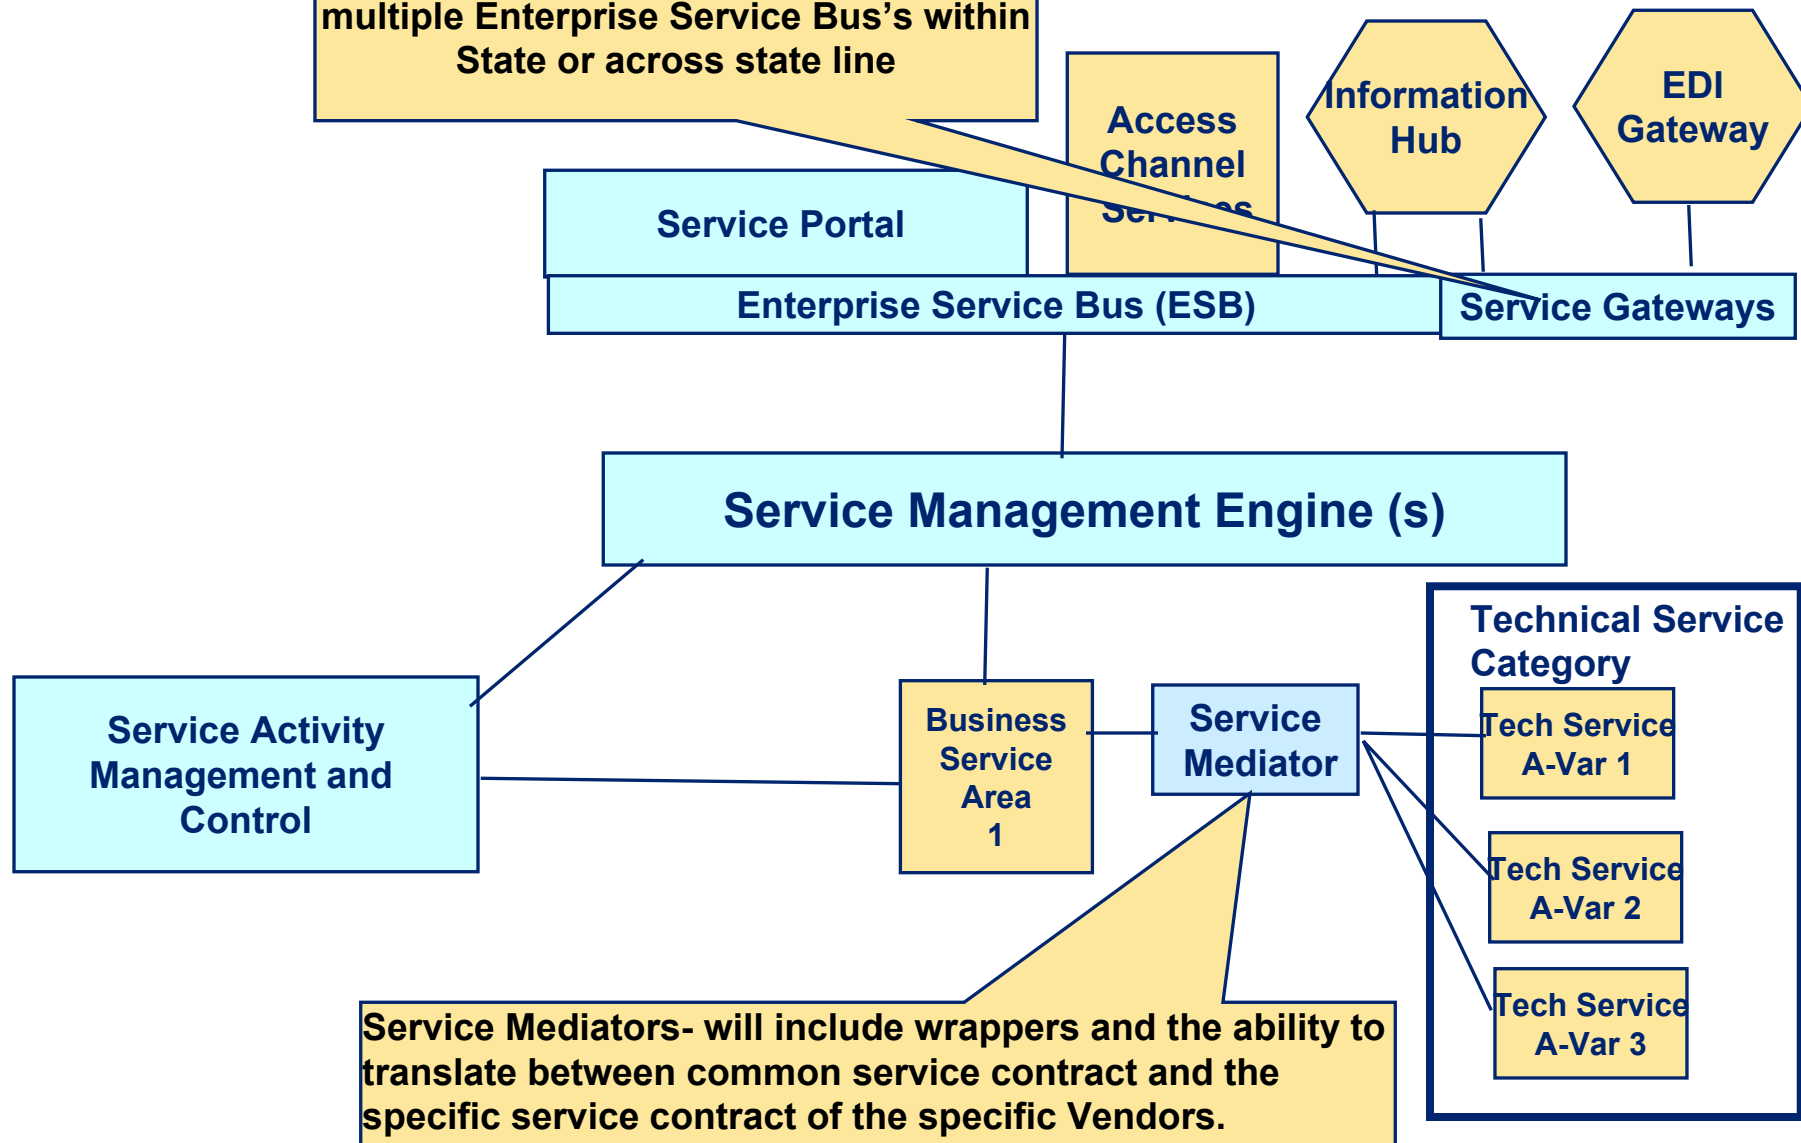 multiple Enterprise Service Bus's within
State or across state line
Access
Channel
Services
Information
Hub
EDI
Gateway
Service Portal
Enterprise Service Bus (ESB)
Service Gateways
Service Management Engine (s)
Service Activity
Management and
Control
Business
Service
Area
1
Service
Mediator
Technical Service
Category
Tech Service
A-Var 1
Tech Service
A-Var 2
Tech Service
A-Var 3
Service Mediators- will include wrappers and the ability to
translate between common service contract and the
specific service contract of the specific Vendors.